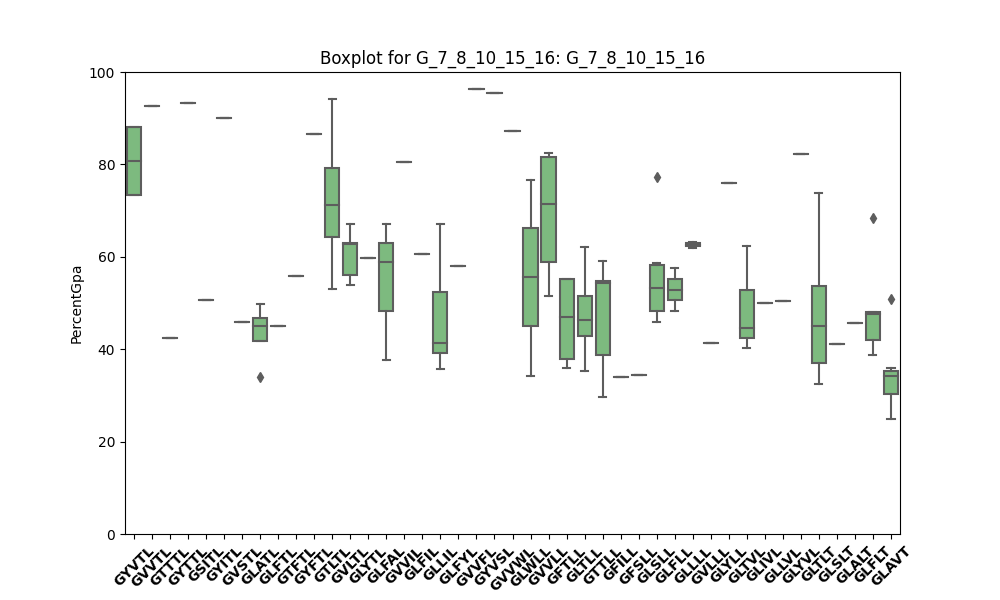 Boxplot for G_7_8_10_15_16: G_7_8_10_15_16
PercentGpa
100
80
60
40
20
0
GYVTL
GVVTL
GTTTL
GYTTL
GSITL
GYITL
GVSTL
GLATL
GLFTL
GTFTL
GYFTL
GTLTL
GVLTL
GLYTL
GLFAL
GVVIL
GLFIL
GLLIL
GLFYL
GVVFL
GYVSL
GVVWL
GLWLL
GVVLL
GFTLL
GLTLL
GTTLL
GFILL
GFSLL
GLSLL
GLFLL
GLLLL
GVLLL
GLYLL
GLTVL
GLIVL
GLLVL
GLYVL
GLTLT
GLSLT
GLALT
GLFLT
GLAVT